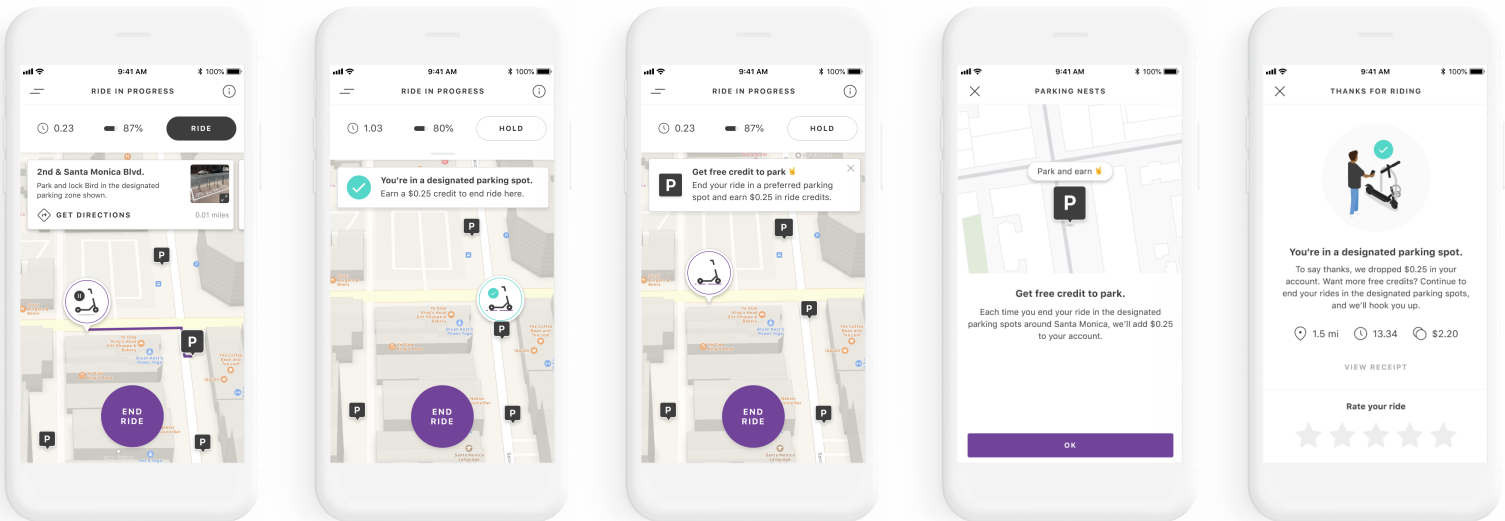 9:41 AM
100%
RIDE IN PROGRESS
0.23
87%
RIDE
2nd & Santa Monica Blvd.
Park and lock Bird in the designated
parking zone shown.
GET DIRECTIONS
0.01 miles
P
P
P
P
END
RIDE
9:41 AM
100%
RIDE IN PROGRESS
1.03
80%
HOLD
You're in a designated parking spot.
Earn a $0.25 credit to end ride here.
P
P
P
P
END
RIDE
9:41 AM
100%
RIDE IN PROGRESS
0.23
87%
HOLD
P
Get free credit to park 🤘
End your ride in a preferred parking
spot and earn $0.25 in ride credits.
P
P
P
P
END
RIDE
Santa Monica
Language
9:41 AM
100%
PARKING NESTS
Park and earn 🤘
P
Get free credit to park.
Each time you end your ride in the designated
parking spots around Santa Monica, we'll add $0.25
to your account.
OK
9:41 AM
100%
THANKS FOR RIDING
You're in a designated parking spot.
To say thanks, we dropped $0.25 in your
account. Want more free credits? Continue to
end your rides in the designated parking spots,
and we'll hook you up.
1.5 mi
13.34
$2.20
VIEW RECEIPT
Rate your ride